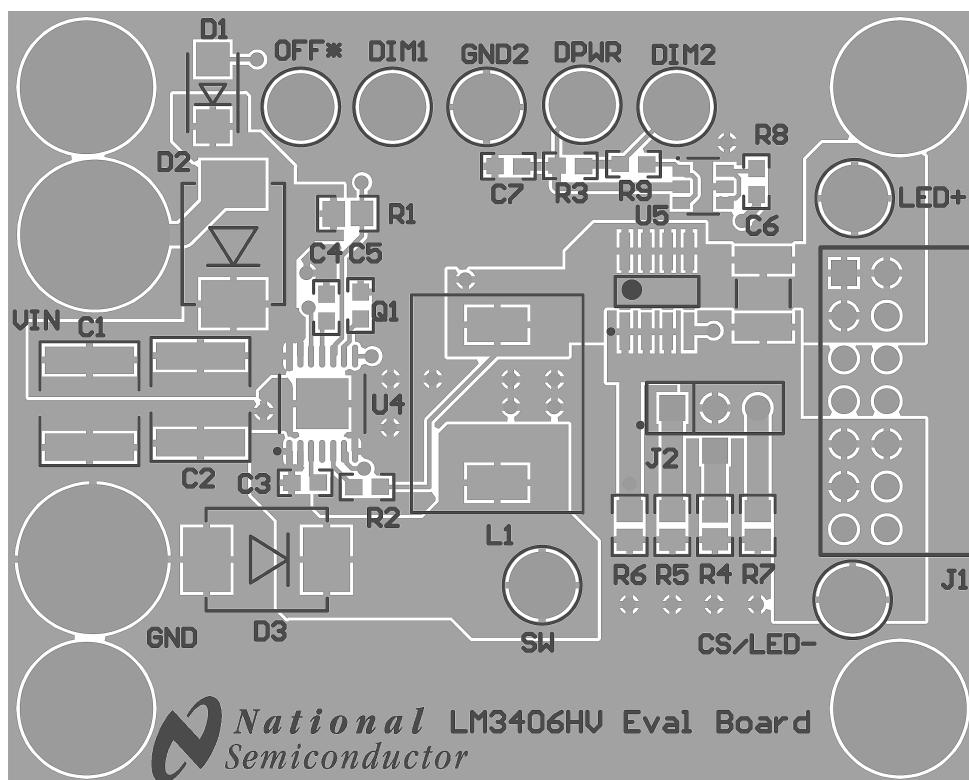 D1
OFF* DIM1 GND2 DPWR DIM2
R8
D2
C7 R3 R9
LED+
R1 U5 C6
C4 C5
VIN C1 Q1
U4
J2
C2 C3
R2
L1
R6 R5 R4 R7
J1
GND D3 SW CS/LED-
National LM3406HV Eval Board
Semiconductor